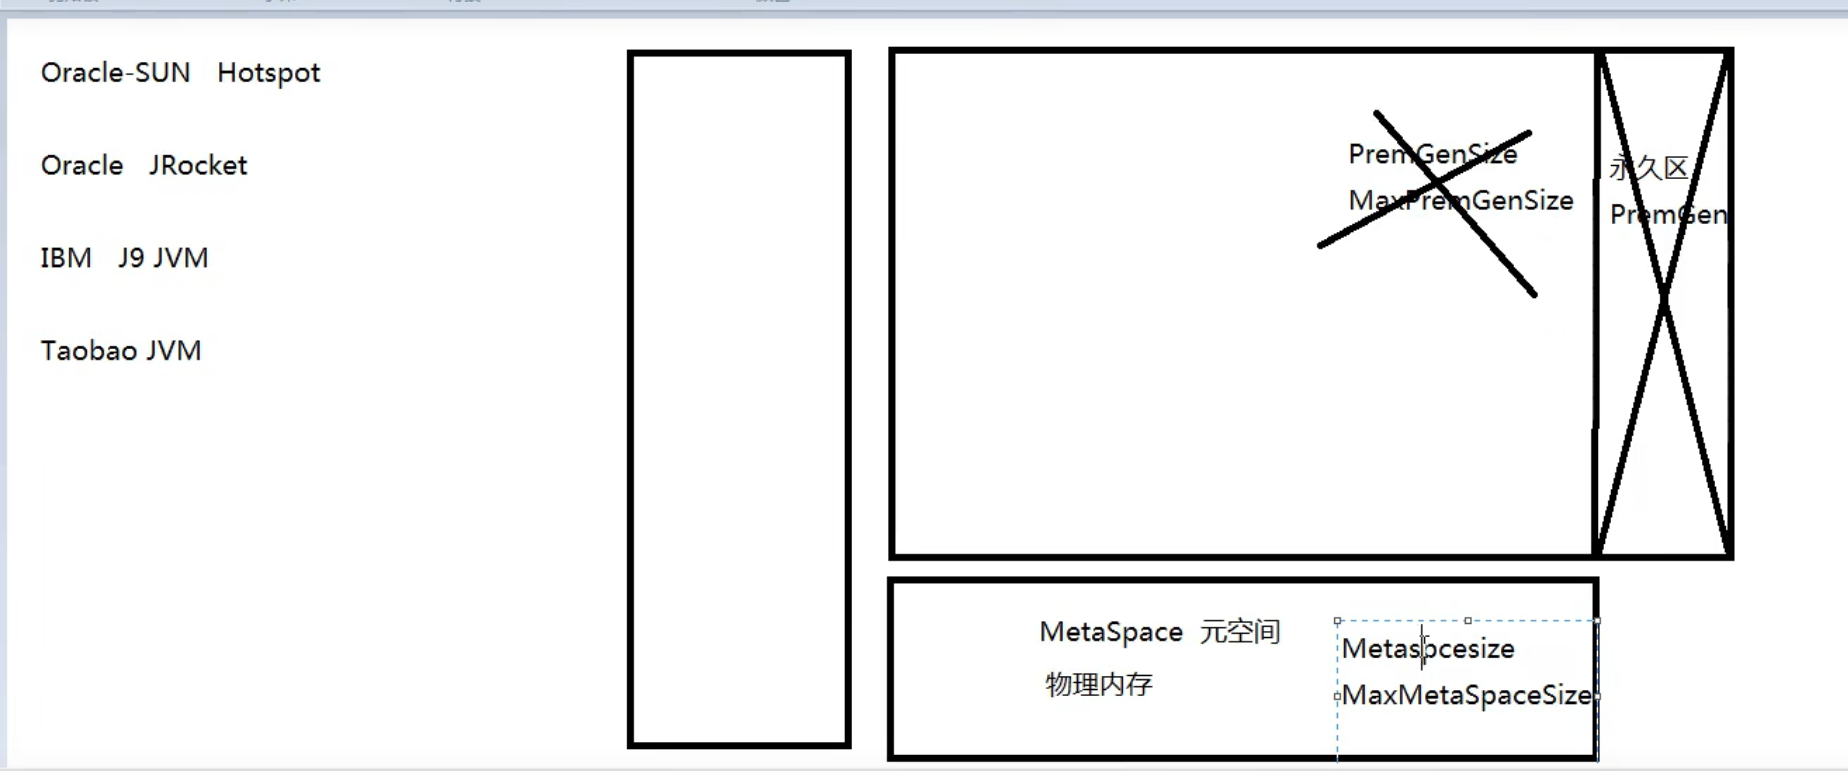 Oracle-SUN Hotspot
Oracle JRocket
IBM J9 JVM
Taobao JVM
PremGenSize
MaxPremGenSize
永久区
PremGen
MetaSpace 元空间
物理内存
Metaspcesize
MaxMetaSpaceSize